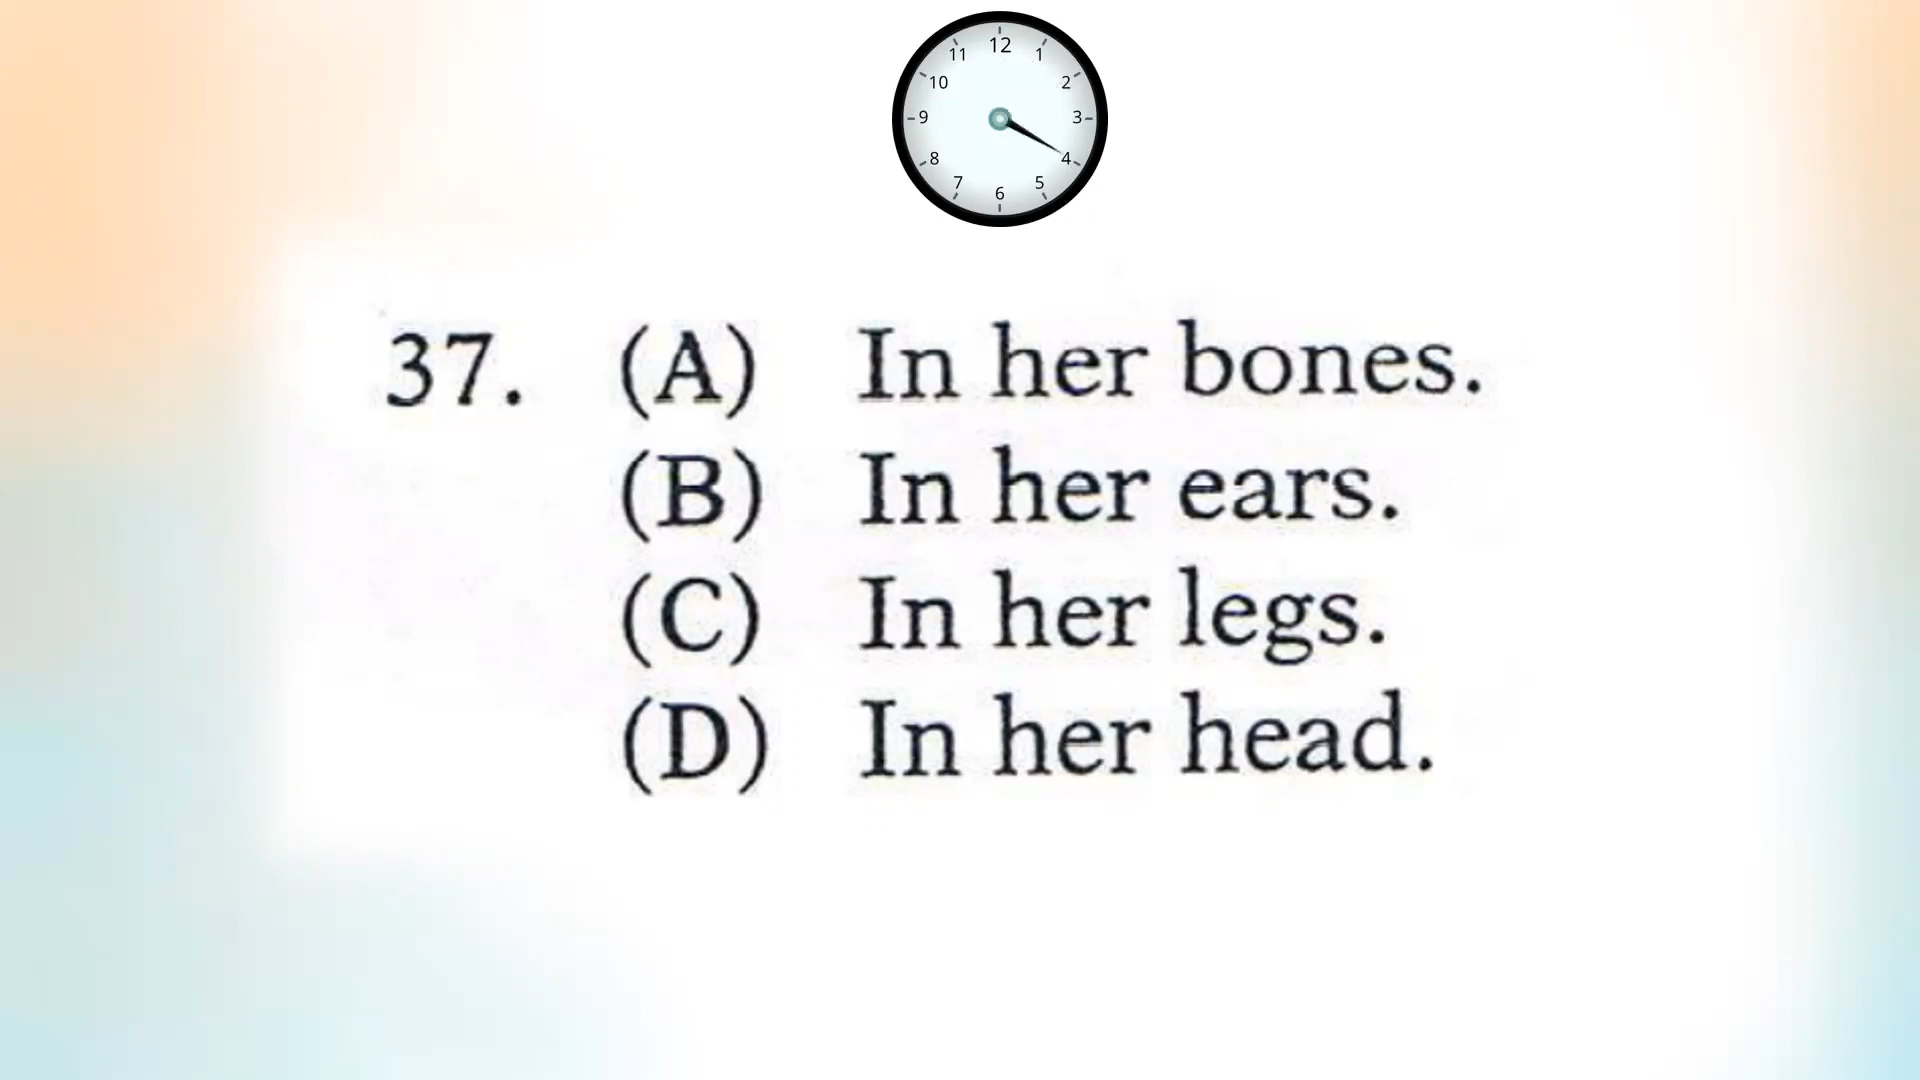 12
11 1
10 2
9 3
8 4
7 5
6
37. (A) In her bones.
(B) In her ears.
(C) In her legs.
(D) In her head.